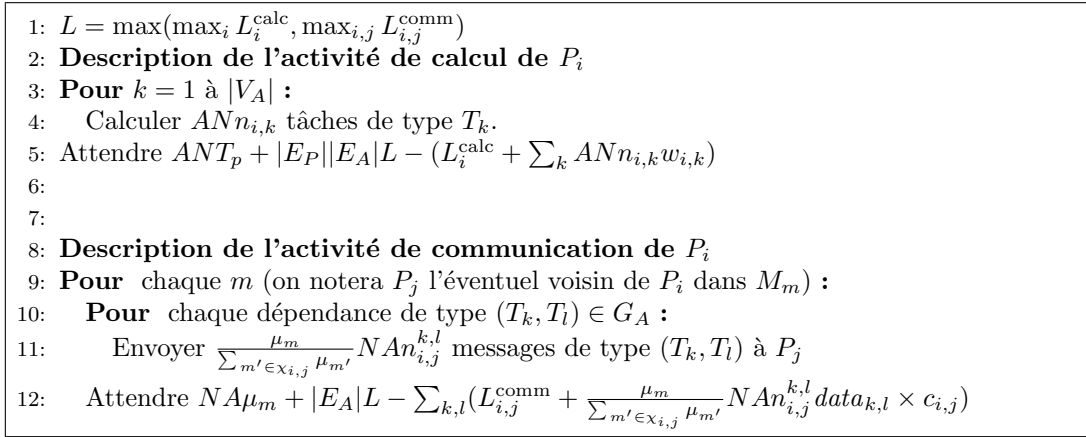 1: L = max(max_i L_i^calc, max_{i,j} L_{i,j}^comm)
2: Description de l'activité de calcul de P_i
3: Pour k = 1 à |V_A| :
4: Calculer ANn_{i,k} tâches de type T_k.
5: Attendre ANT_p + |E_P||E_A|L − (L_i^calc + ∑_k ANn_{i,k}w_{i,k})
6:
7:
8: Description de l'activité de communication de P_i
9: Pour chaque m (on notera P_j l'éventuel voisin de P_i dans M_m) :
10: Pour chaque dépendance de type (T_k, T_l) ∈ G_A :
11: Envoyer \frac{μ_m}{∑_{m'∈χ_{i,j}} μ_{m'}} NAn_{i,j}^{k,l} messages de type (T_k, T_l) à P_j
12: Attendre NAμ_m + |E_A|L − ∑_{k,l}(L_{i,j}^comm + \frac{μ_m}{∑_{m'∈χ_{i,j}} μ_{m'}} NAn_{i,j}^{k,l} data_{k,l} × c_{i,j})